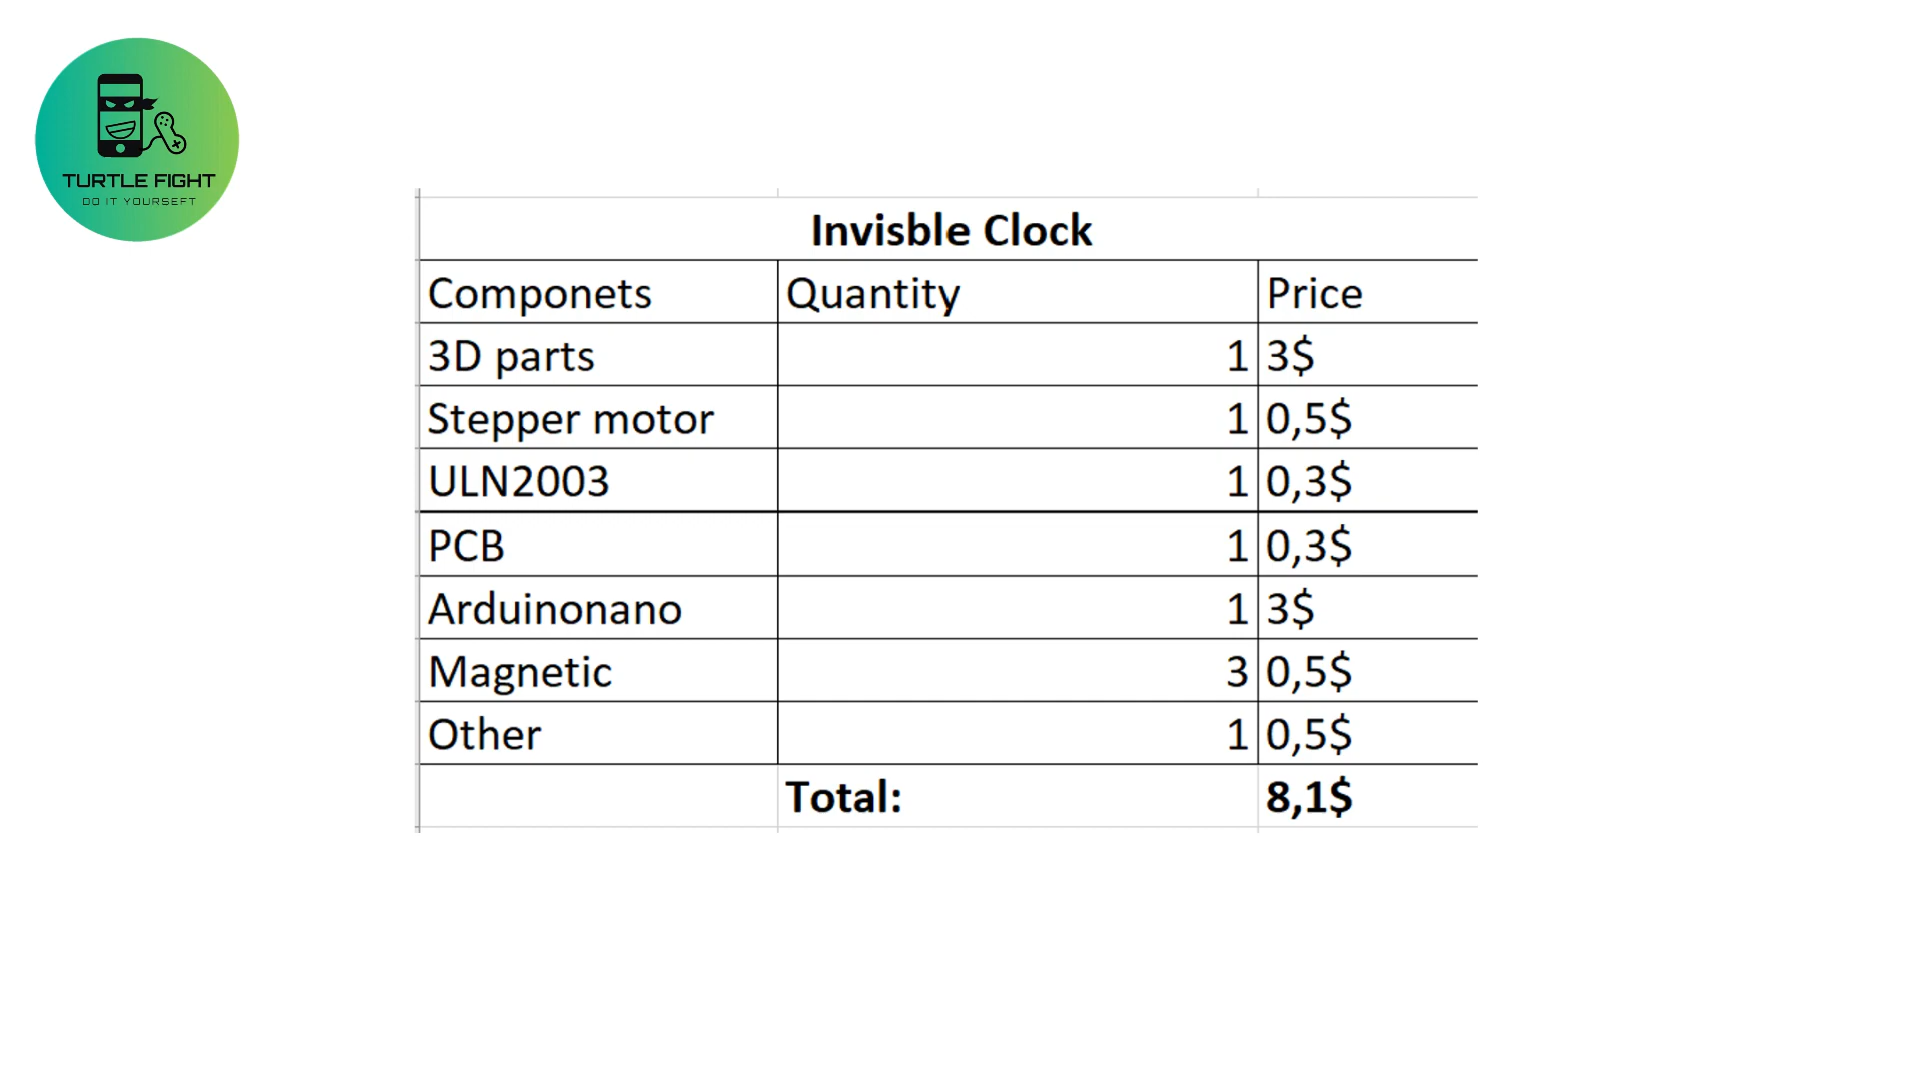 TURTLE FIGHT
DO IT YOURSEFT
Invisble Clock
Componets Quantity Price
3D parts 1 3$
Stepper motor 1 0,5$
ULN2003 1 0,3$
PCB 1 0,3$
Arduinonano 1 3$
Magnetic 3 0,5$
Other 1 0,5$
Total: 8,1$